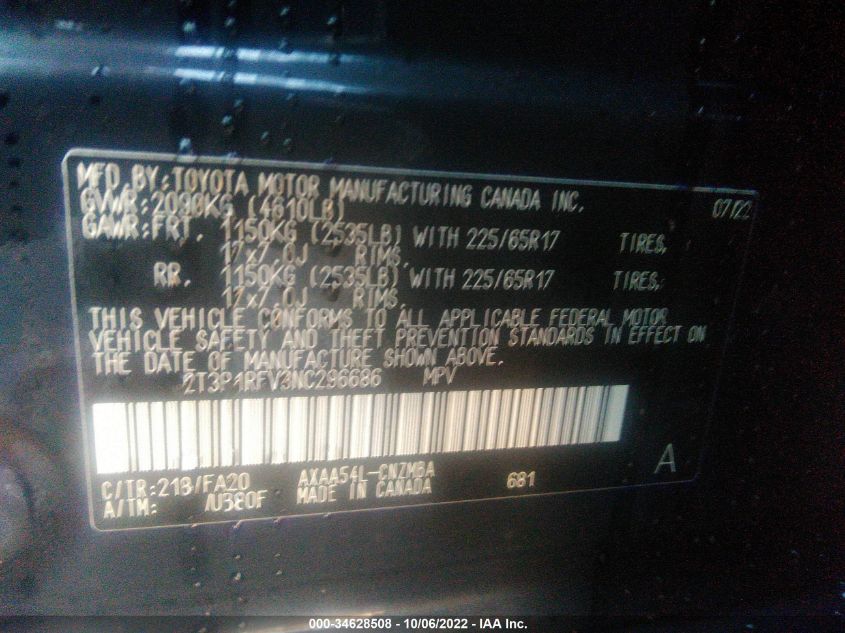 MFD.BY:TOYOTA MOTOR MANUFACTURING CANADA INC. 07/22
GVWR:2090KG (4610LB)
GAWR:FRT. 1150KG (2535LB) WITH 225/65R17 TIRES,
17x7.0J RIMS.
RR. 1150KG (2535LB) WITH 225/65R17 TIRES,
17x7.0J RIMS.
THIS VEHICLE CONFORMS TO ALL APPLICABLE FEDERAL MOTOR
VEHICLE SAFETY AND THEFT PREVENTION STANDARDS IN EFFECT ON
THE DATE OF MANUFACTURE SHOWN ABOVE.
2T3P1RFV3NC296686 MPV
A
C/TR:218/FA20 AXAA54L-CNZMBA 681
A/TM: /U380F MADE IN CANADA
000-34628508 - 10/06/2022 - IAA Inc.